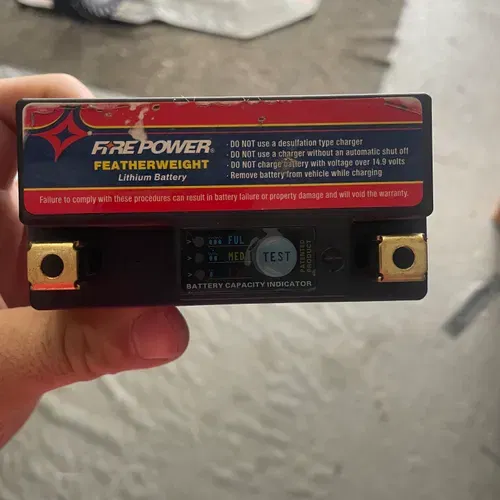 FIRE POWER®
FEATHERWEIGHT
Lithium Battery
· DO NOT use a desulfation type charger
· DO NOT use a charger without an automatic shut off
· DO NOT charge battery with voltage over 14.9 volts
· Remove battery from vehicle while charging
Failure to comply with these procedures can result in battery failure or property damage and will void the warranty.
FUL
MED
TEST
PATENTED
PRODUCT
BATTERY CAPACITY INDICATOR